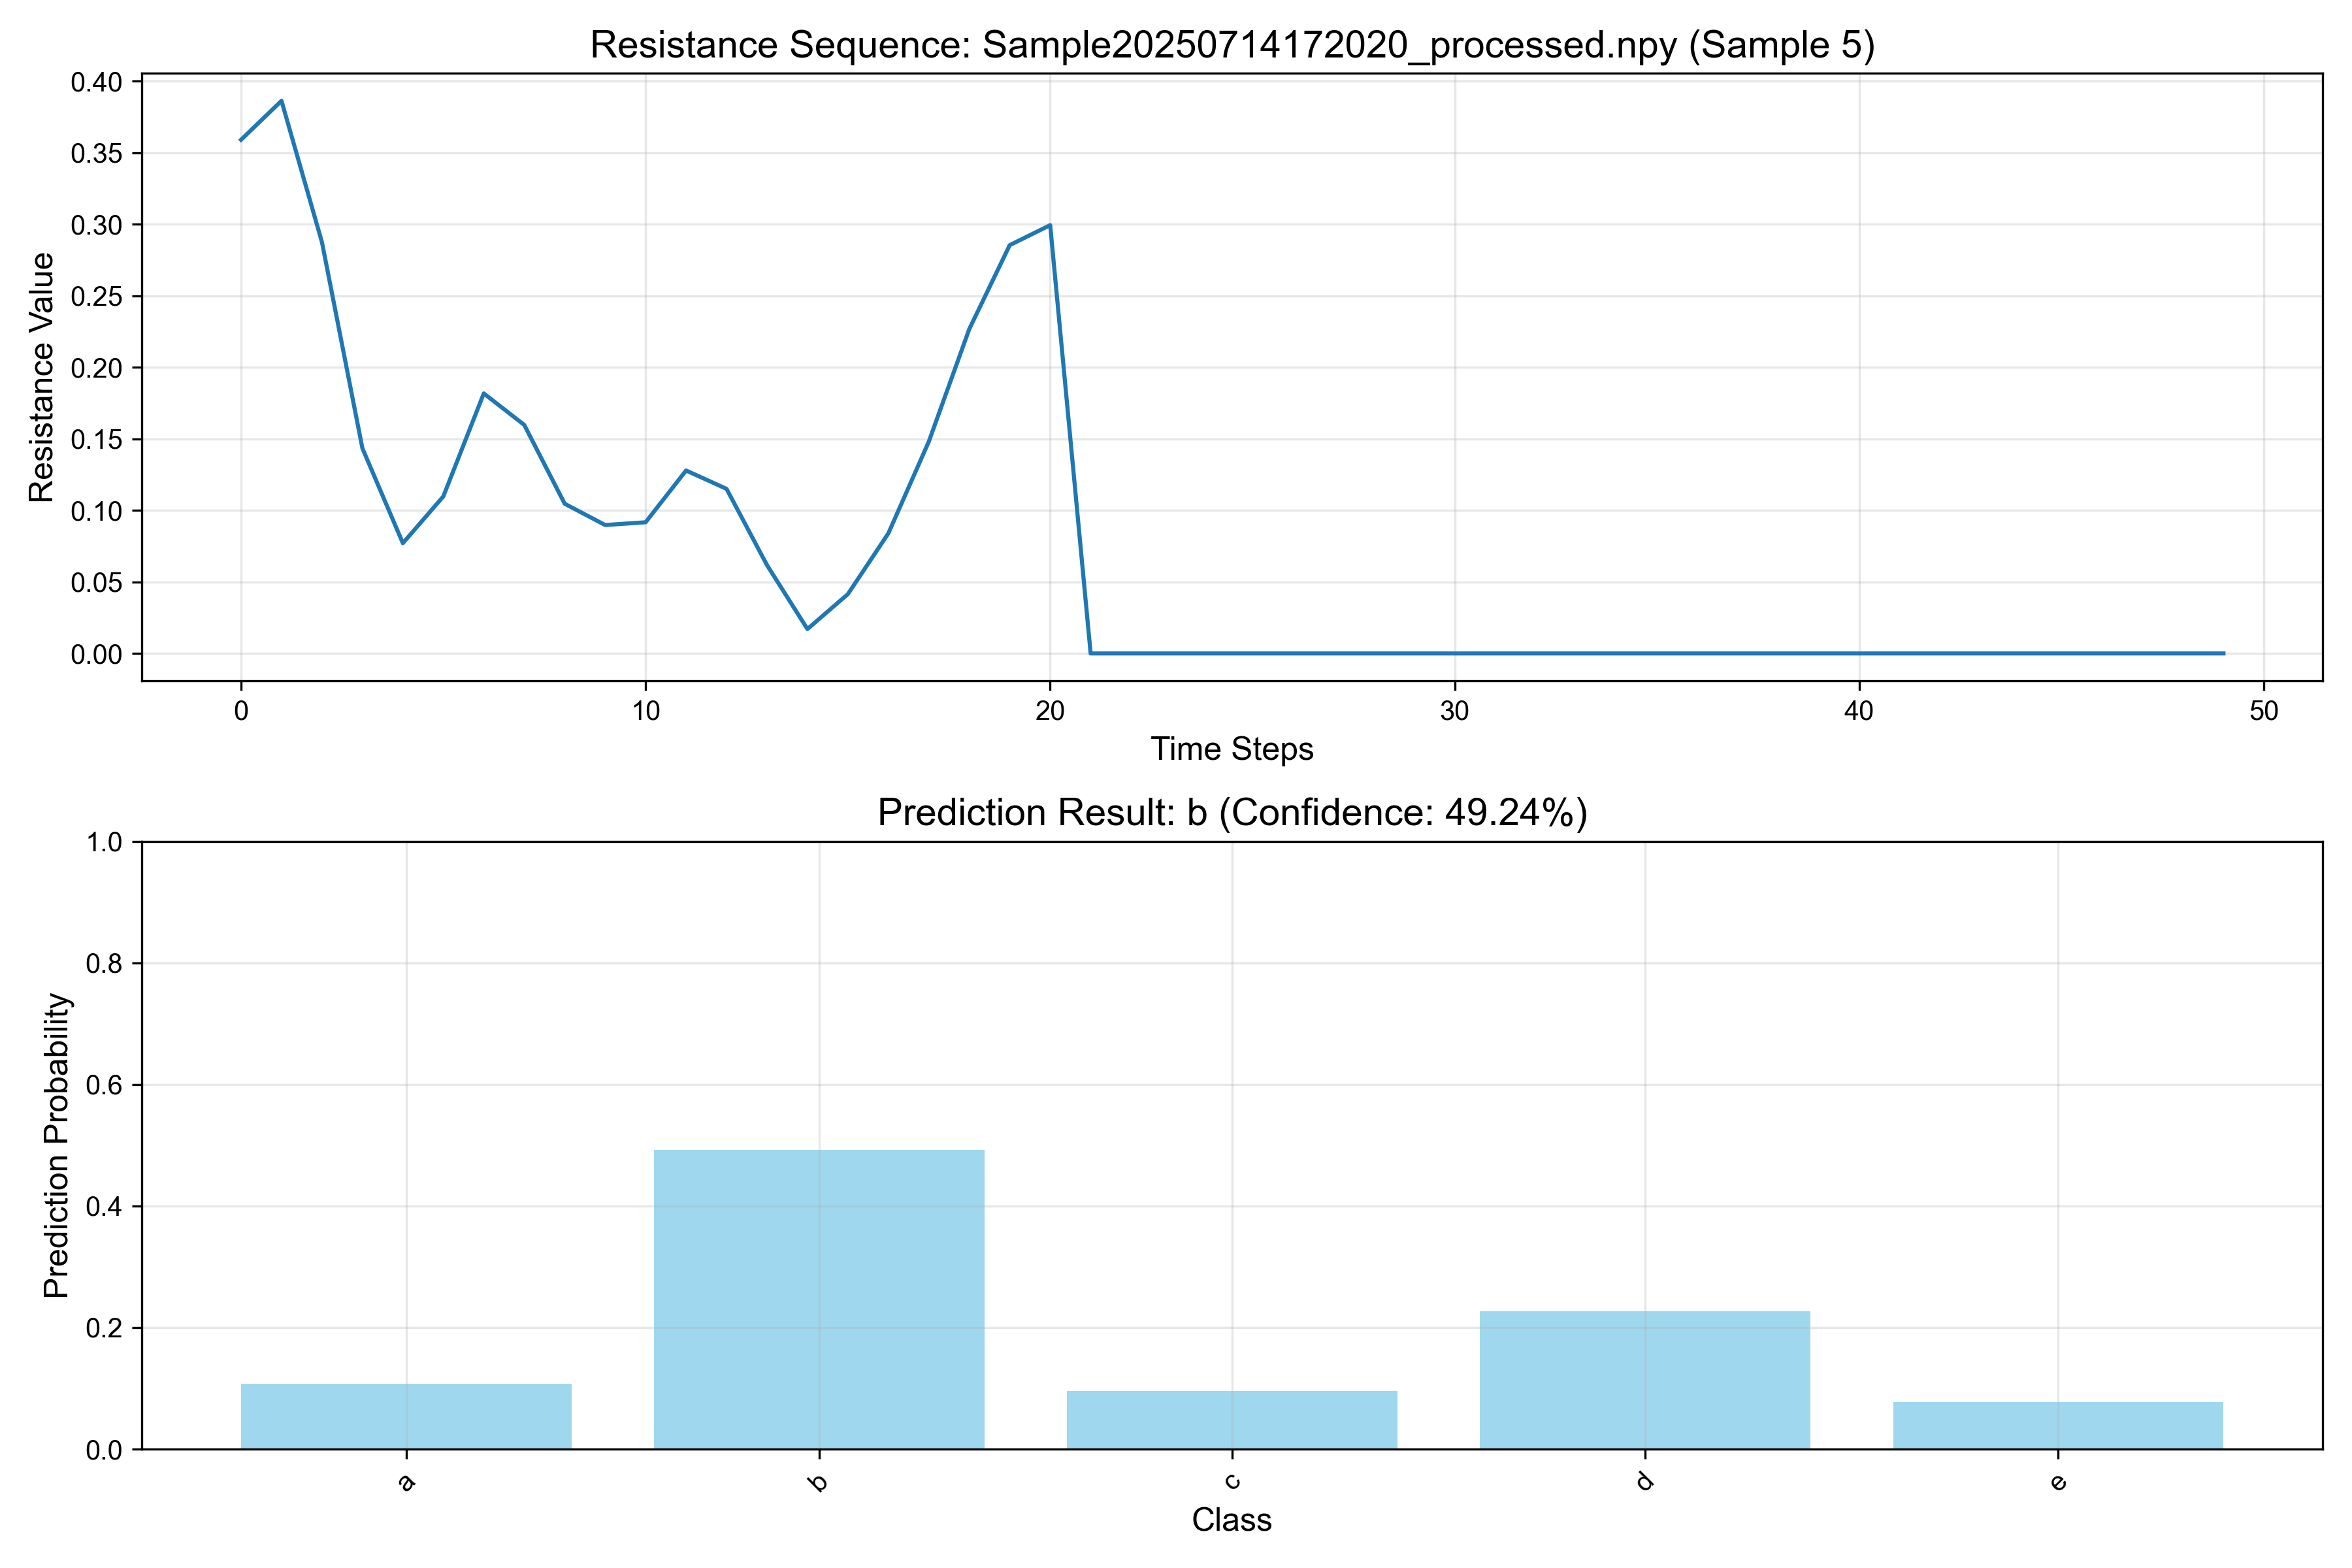 Resistance Sequence: Sample20250714172020_processed.npy (Sample 5)
0.40
0.35
0.30
0.25
0.20
0.15
0.10
0.05
0.00
Resistance Value
0 10 20 30 40 50
Time Steps
Prediction Result: b (Confidence: 49.24%)
1.0
0.8
0.6
0.4
0.2
0.0
Prediction Probability
a b c d e
Class